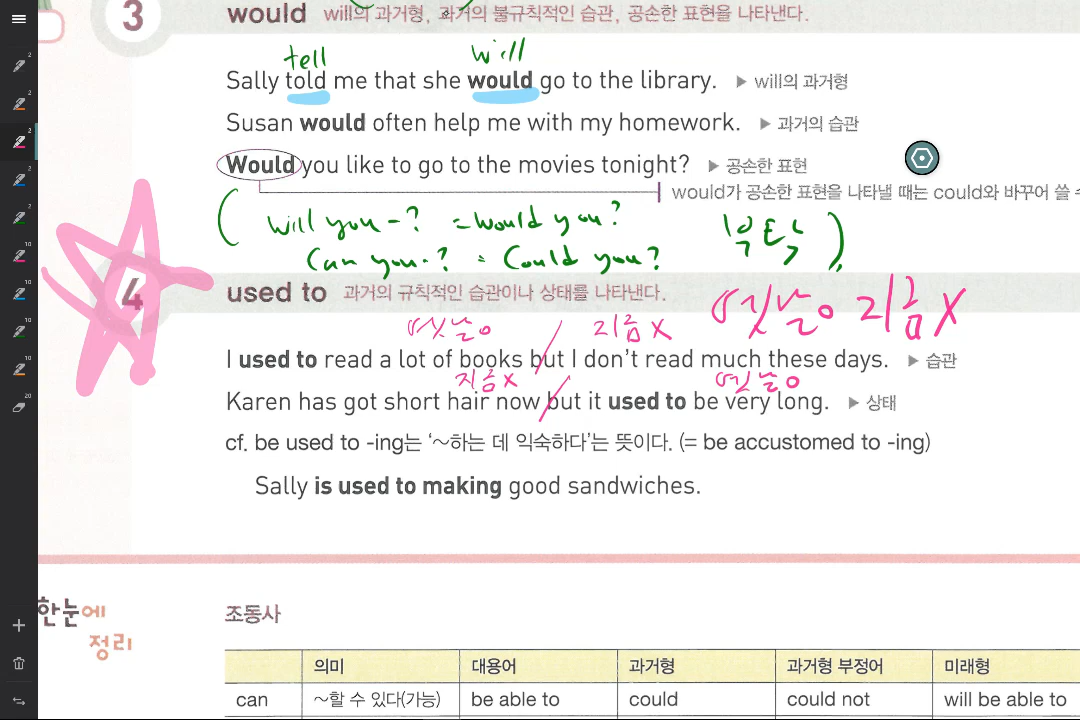 3
would will의 과거형, 과거의 불규칙적인 습관, 공손한 표현을 나타낸다.
tell will
Sally told me that she would go to the library. ▶ will의 과거형
Susan would often help me with my homework. ▶ 과거의 습관
Would you like to go to the movies tonight? ▶ 공손한 표현
would가 공손한 표현을 나타낼 때는 could와 바꾸어 쓸
( Will you -? = Would you? 부탁 )
Can you -? = Could you?
4
used to 과거의 규칙적인 습관이나 상태를 나타낸다.
옛날 O 지금 X
옛날 O / 지금 X
I used to read a lot of books but I don't read much these days. ▶ 습관
지금 X / 옛날 O
Karen has got short hair now but it used to be very long. ▶ 상태
cf. be used to -ing는 '~하는 데 익숙하다'는 뜻이다. (= be accustomed to -ing)
Sally is used to making good sandwiches.
한눈에
정리
조동사
의미 대용어 과거형 과거형 부정어 미래형
can ~할 수 있다(가능) be able to could could not will be able to